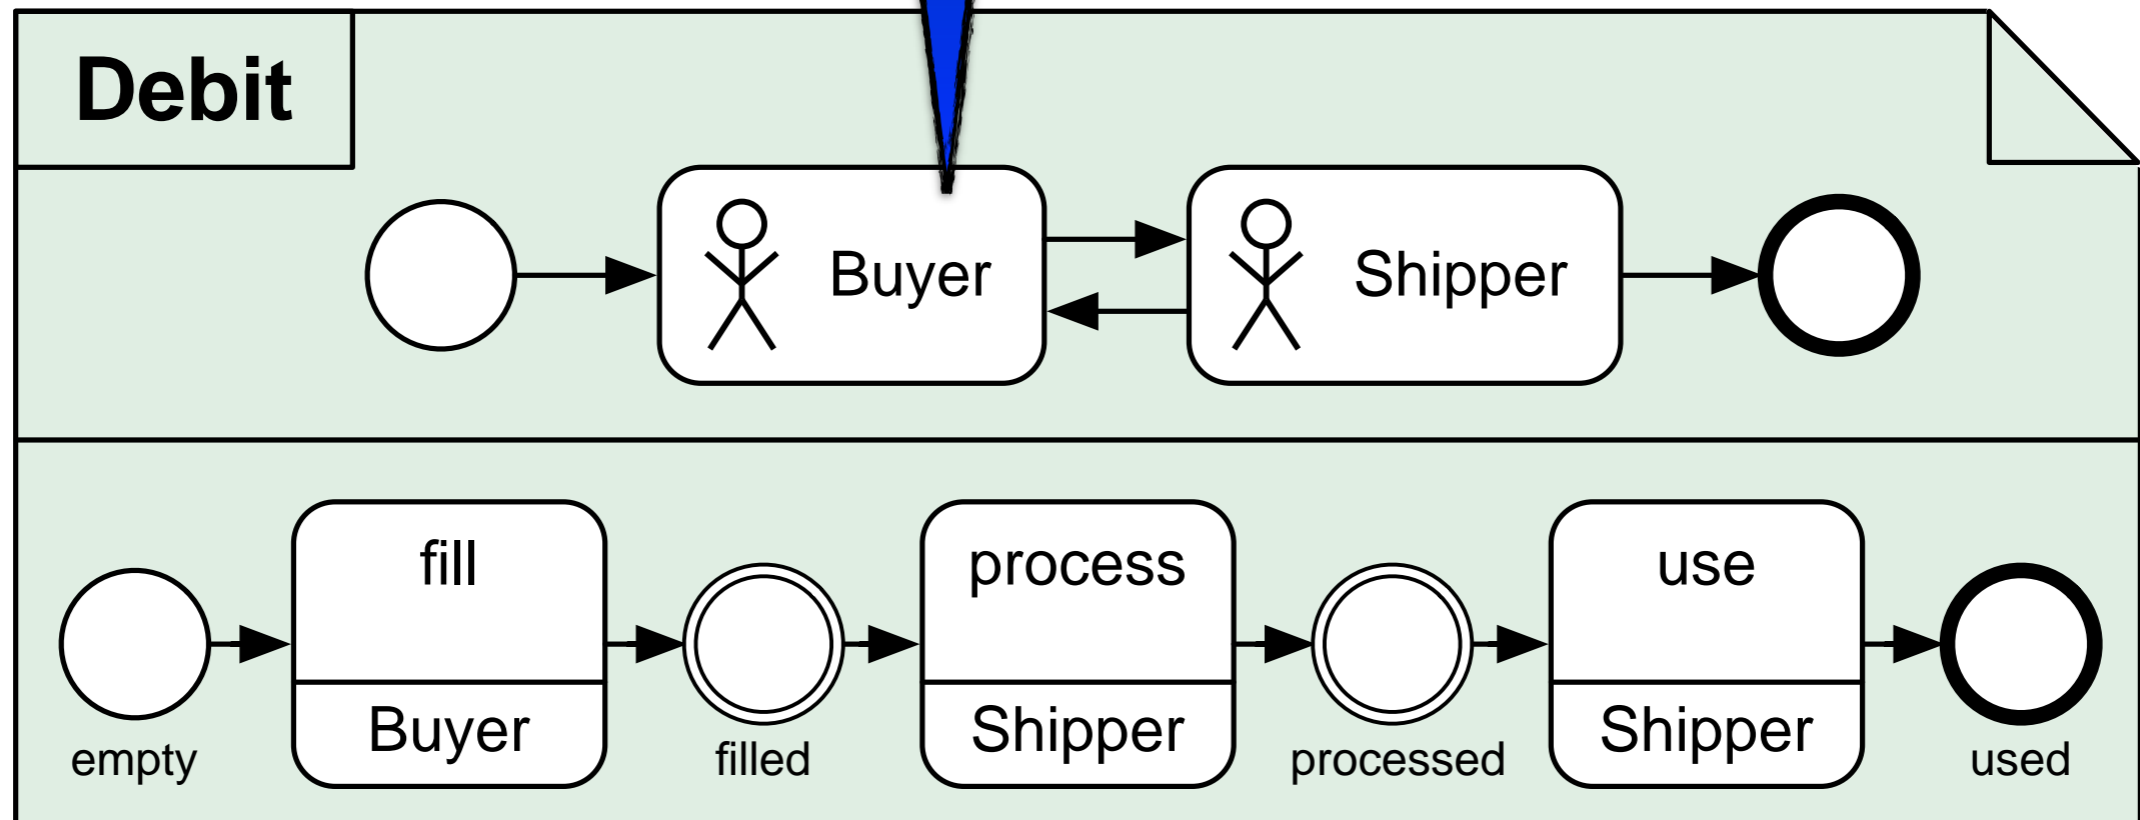 Debit
Buyer
Shipper
fill
process
use
Buyer
Shipper
Shipper
empty
filled
processed
used